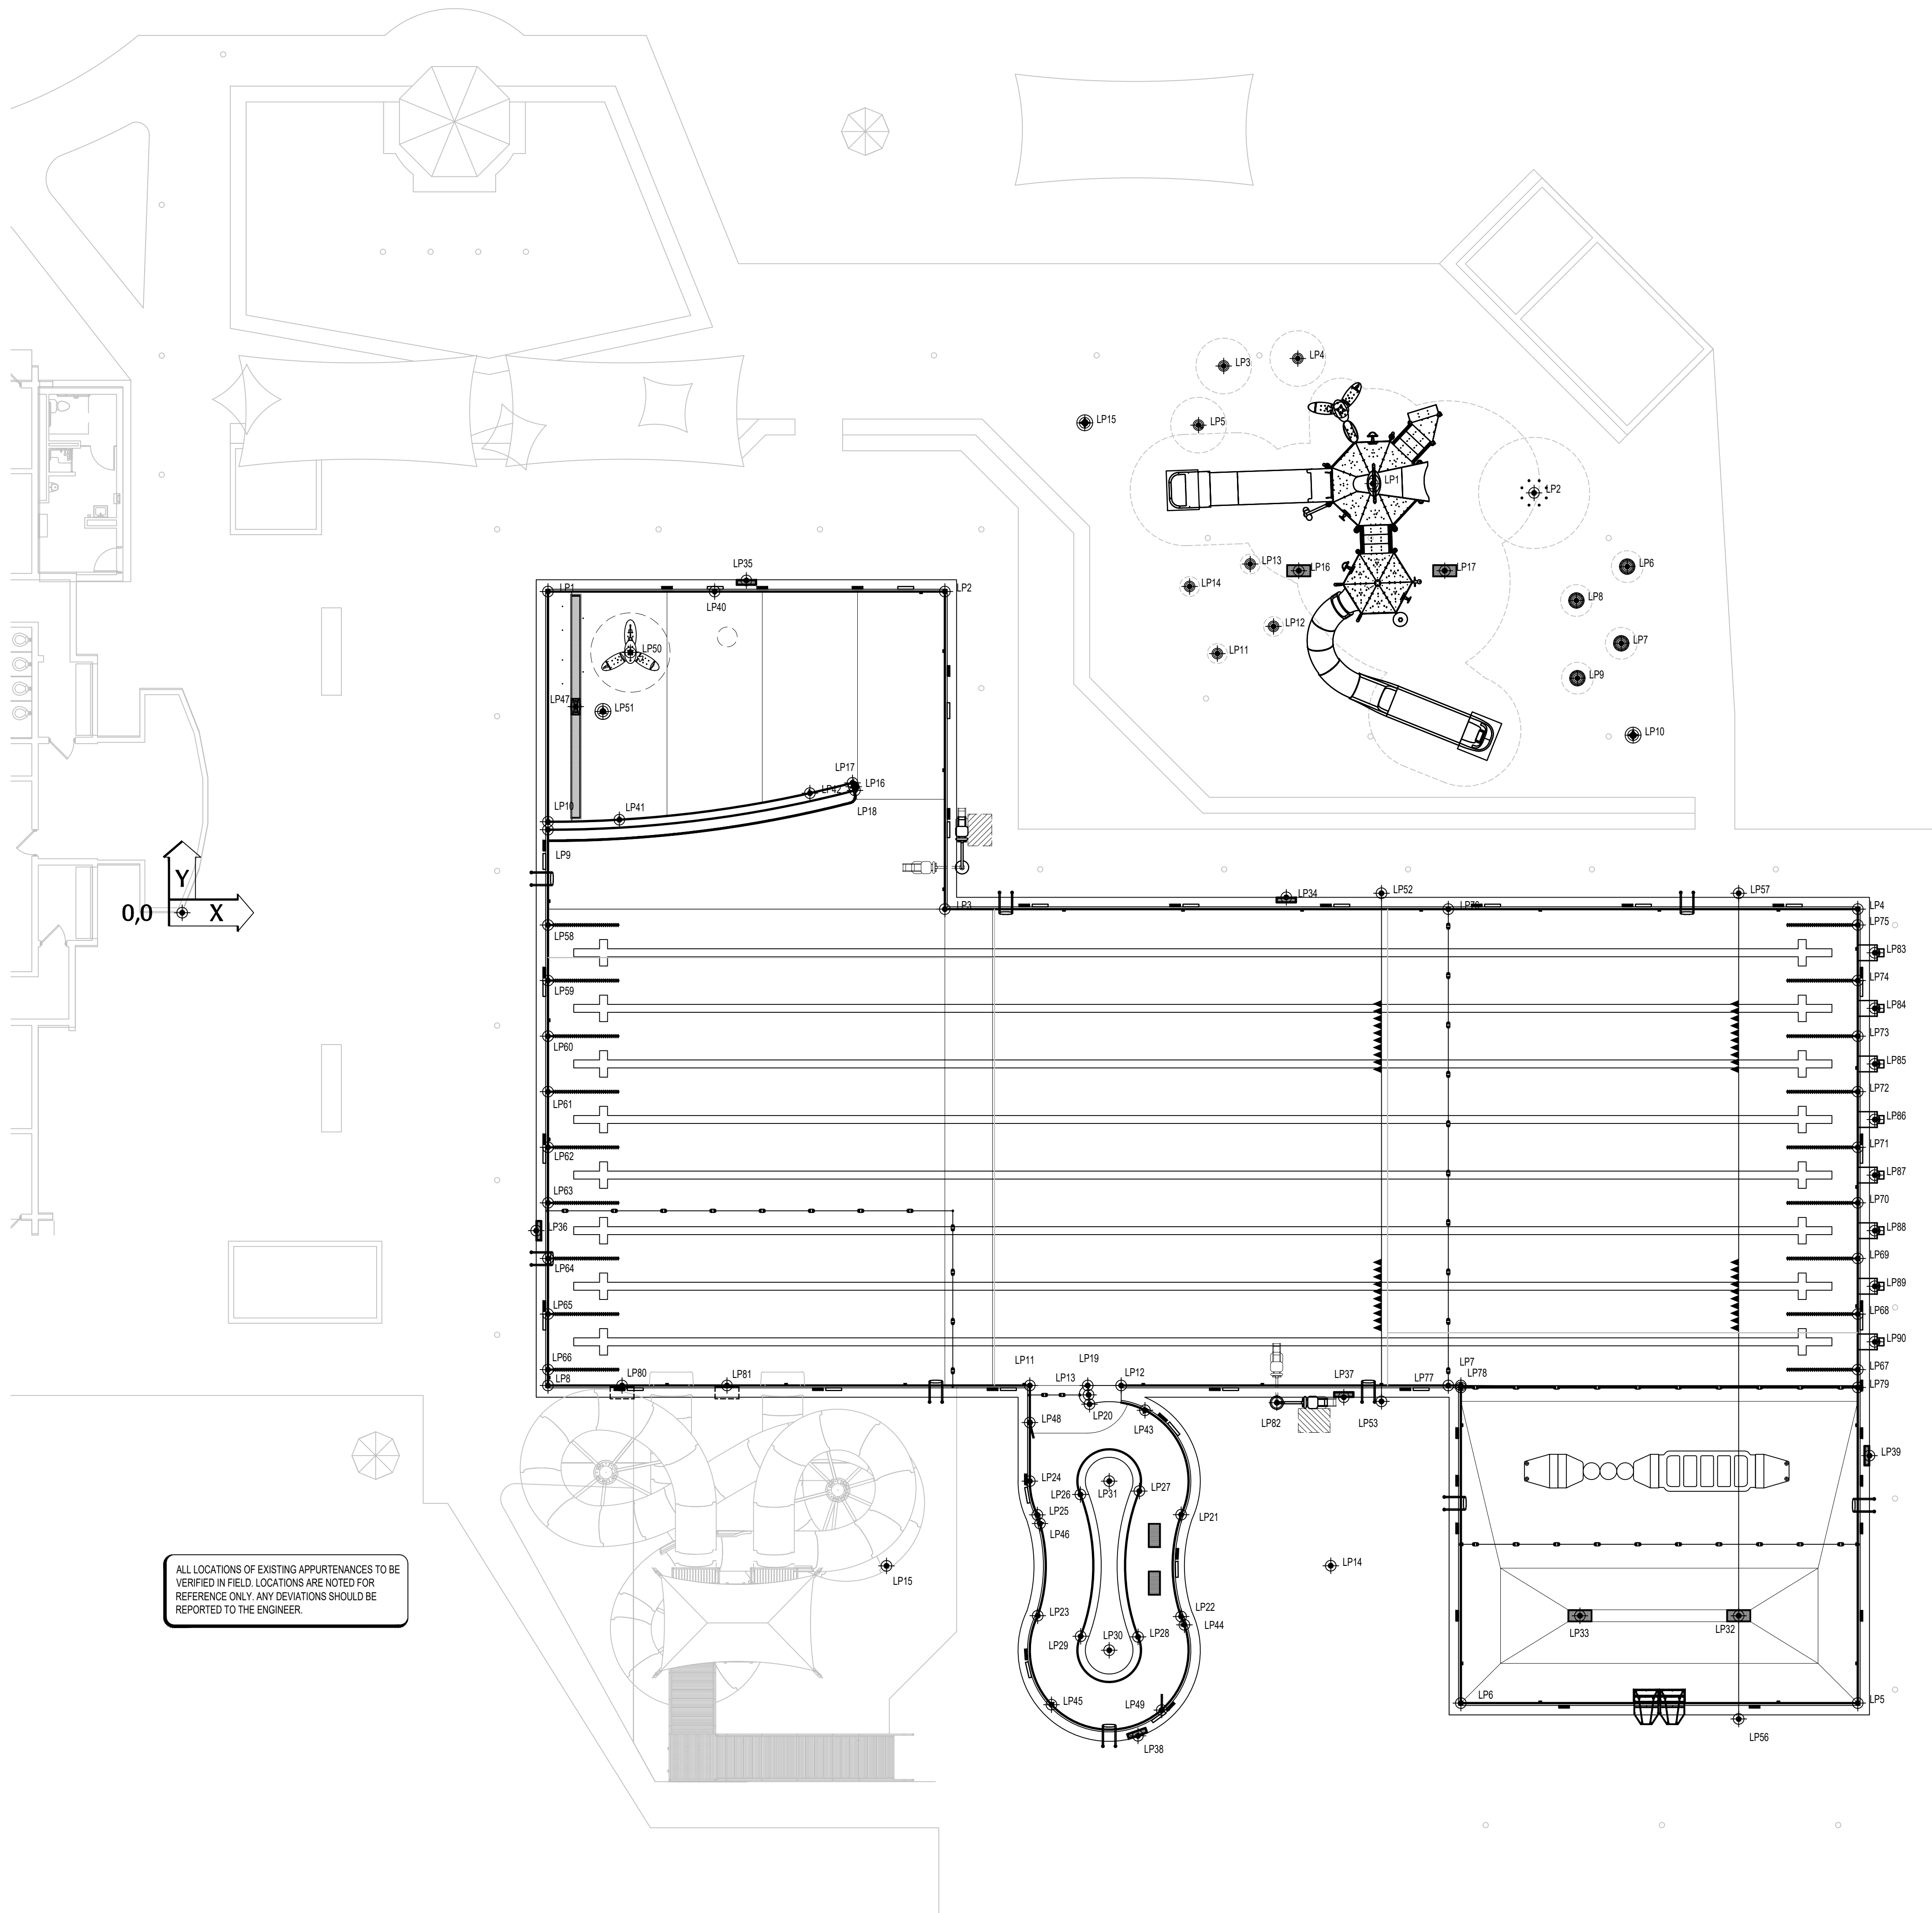 LP3
LP4
LP15
LP5
LP1
LP2
LP13
LP16
LP17
LP6
LP14
LP8
LP12
LP7
LP11
LP9
LP10
LP35
LP1
LP2
LP40
LP50
LP47
LP51
LP17
LP16
LP42
LP10
LP41
LP18
LP9
Y
0,0
X
LP34
LP52
LP57
LP3
LP4
LP75
LP58
LP83
LP74
LP59
LP84
LP73
LP60
LP85
LP72
LP61
LP86
LP71
LP62
LP87
LP63
LP70
LP36
LP88
LP69
LP64
LP89
LP65
LP68
LP90
LP66
LP11
LP19
LP7
LP67
LP8
LP80
LP81
LP13
LP12
LP37
LP77
LP78
LP79
LP48
LP20
LP43
LP82
LP53
LP39
LP24
LP26
LP31
LP27
LP25
LP21
LP46
LP15
LP14
ALL LOCATIONS OF EXISTING APPURTENANCES TO BE
VERIFIED IN FIELD. LOCATIONS ARE NOTED FOR
REFERENCE ONLY. ANY DEVIATIONS SHOULD BE
REPORTED TO THE ENGINEER.
LP23
LP22
LP44
LP29
LP30
LP28
LP33
LP32
LP45
LP49
LP6
LP5
LP38
LP56